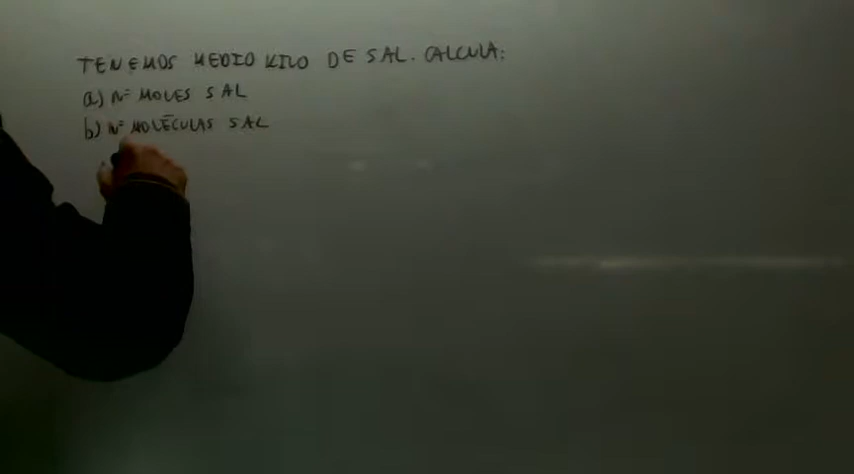 TENEMOS MEDIO KILO DE SAL. CALCULA:
a) Nº MOLES SAL
b) Nº MOLÉCULAS SAL